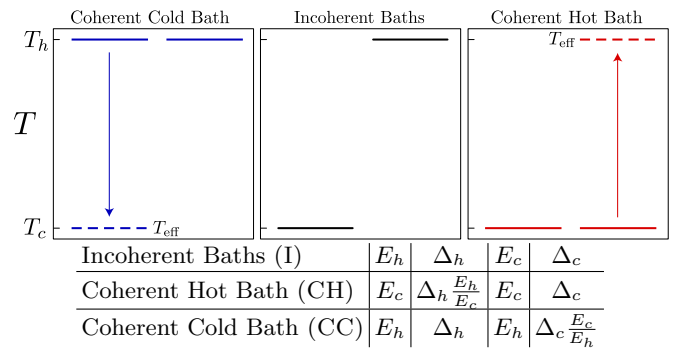 Coherent Cold Bath Incoherent Baths Coherent Hot Bath
T_h T_eff
T
T_c T_eff
Incoherent Baths (I) E_h Δ_h E_c Δ_c
Coherent Hot Bath (CH) E_c Δ_h E_h/E_c E_c Δ_c
Coherent Cold Bath (CC) E_h Δ_h E_h Δ_c E_c/E_h